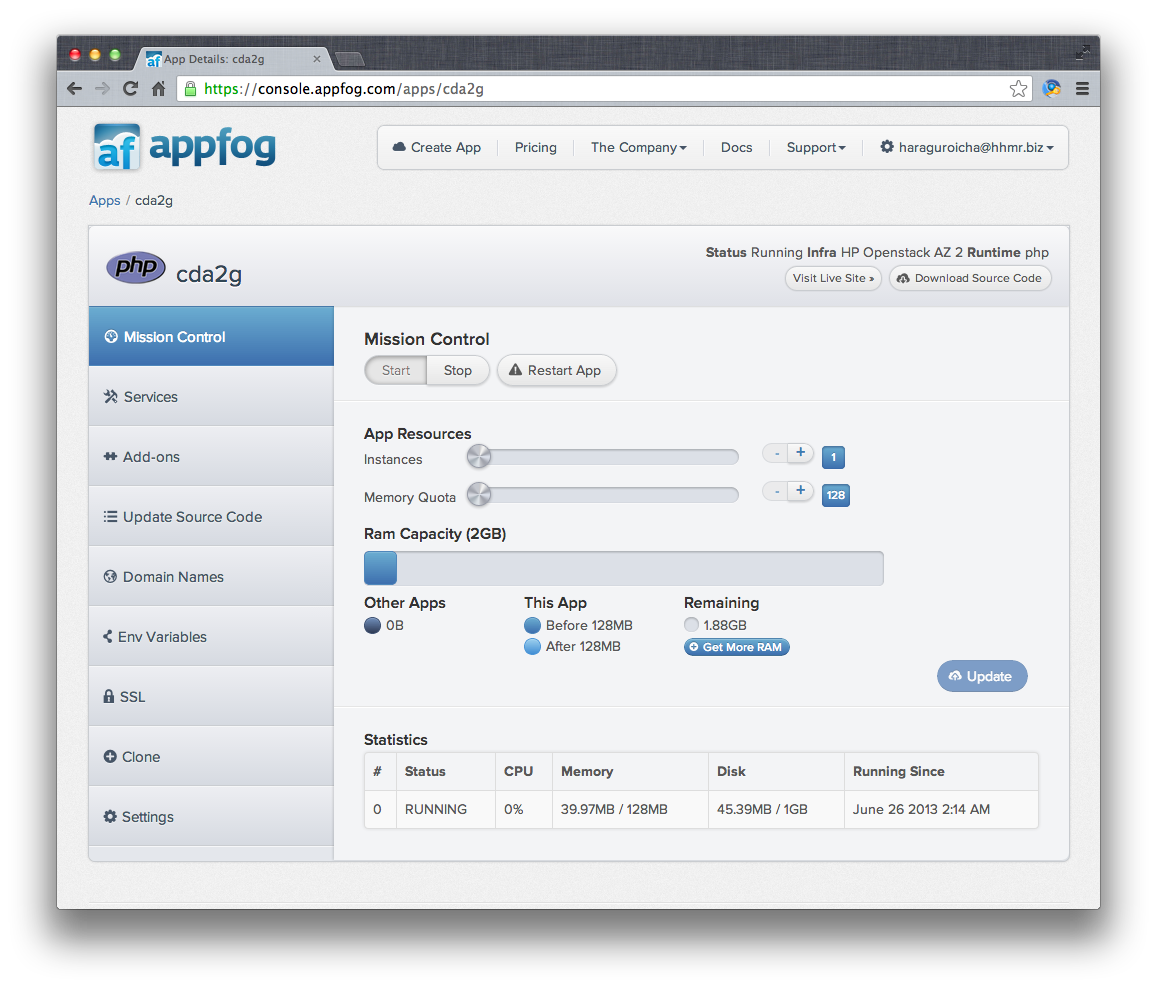 App Details: cda2g
https://console.appfog.com/apps/cda2g
af appfog
Create App Pricing The Company Docs Support haraguroicha@hhmr.biz
Apps / cda2g
php cda2g
Status Running Infra HP Openstack AZ 2 Runtime php
Visit Live Site » Download Source Code
Mission Control
Services
Add-ons
Update Source Code
Domain Names
Env Variables
SSL
Clone
Settings
Mission Control
Start Stop Restart App
App Resources
Instances - + 1
Memory Quota - + 128
Ram Capacity (2GB)
Other Apps This App Remaining
0B Before 128MB 1.88GB
After 128MB Get More RAM
Update
Statistics
# Status CPU Memory Disk Running Since
0 RUNNING 0% 39.97MB / 128MB 45.39MB / 1GB June 26 2013 2:14 AM